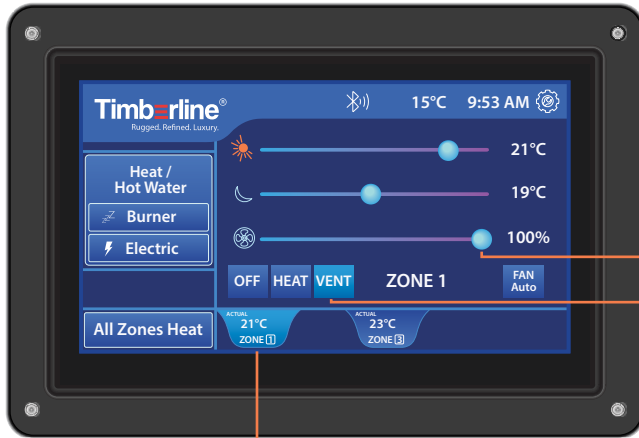 Timberline®
Rugged. Refined. Luxury.
15°C 9:53 AM
21°C
Heat /
Hot Water
19°C
zzZ Burner
100%
Electric
OFF HEAT VENT ZONE 1 FAN
Auto
All Zones Heat
ACTUAL
21°C
ZONE 1
ACTUAL
23°C
ZONE 3